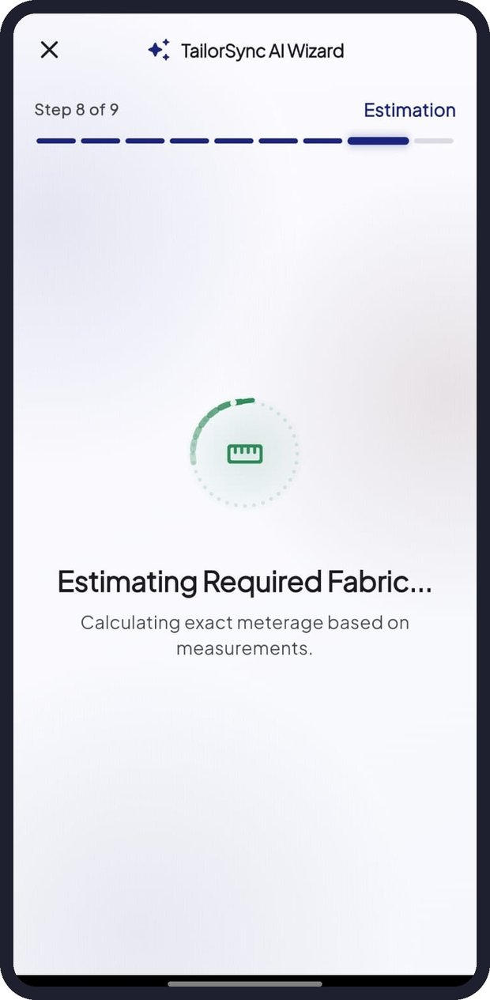 TailorSync AI Wizard
Step 8 of 9
Estimation
Estimating Required Fabric...
Calculating exact meterage based on
measurements.